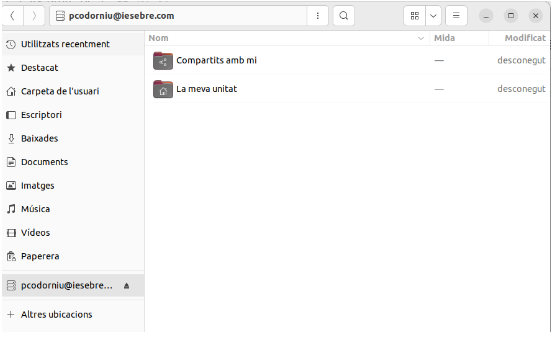 pcodorniu@iesebre.com
Nom Mida Modificat
Utilitzats recentment
Destacat
Carpeta de l'usuari
Escriptori
Baixades
Documents
Imatges
Música
Vídeos
Paperera
pcodorniu@iesebre...
Altres ubicacions
Compartits amb mi — desconegut
La meva unitat — desconegut